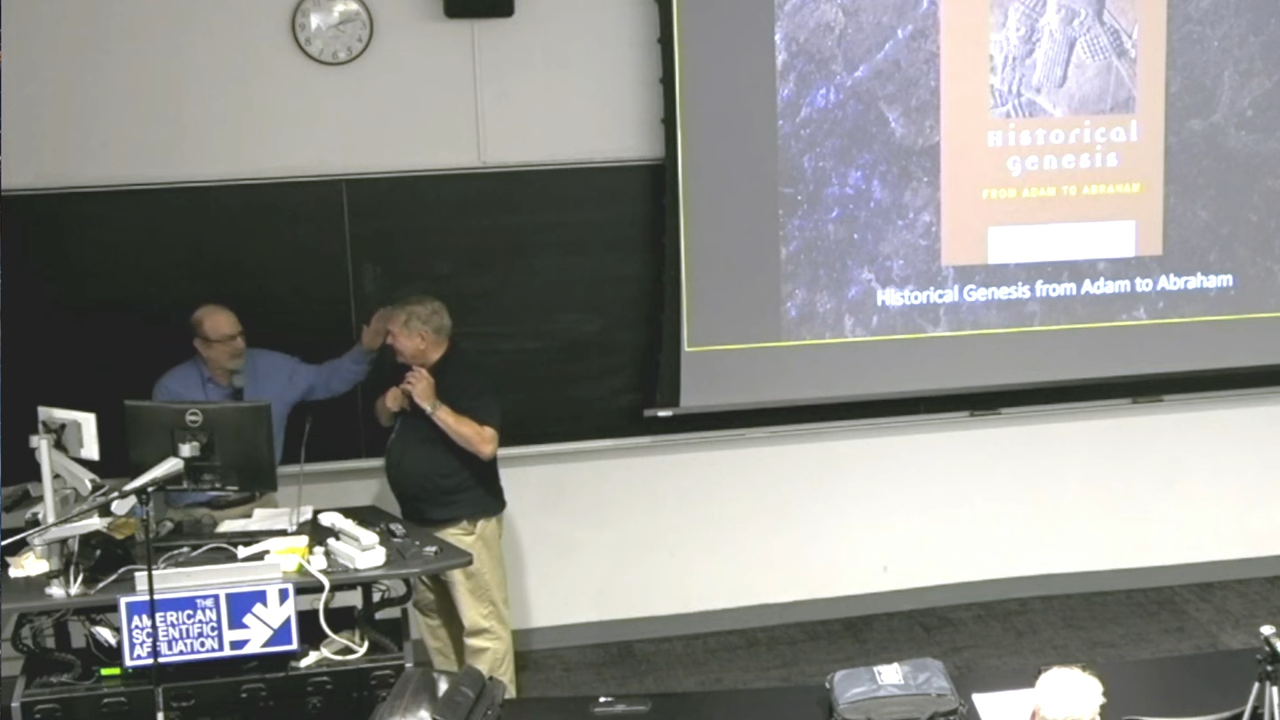 Historical
genesis
FROM ADAM TO ABRAHAM
Historical Genesis from Adam to Abraham
DELL
THE
AMERICAN
SCIENTIFIC
AFFILIATION